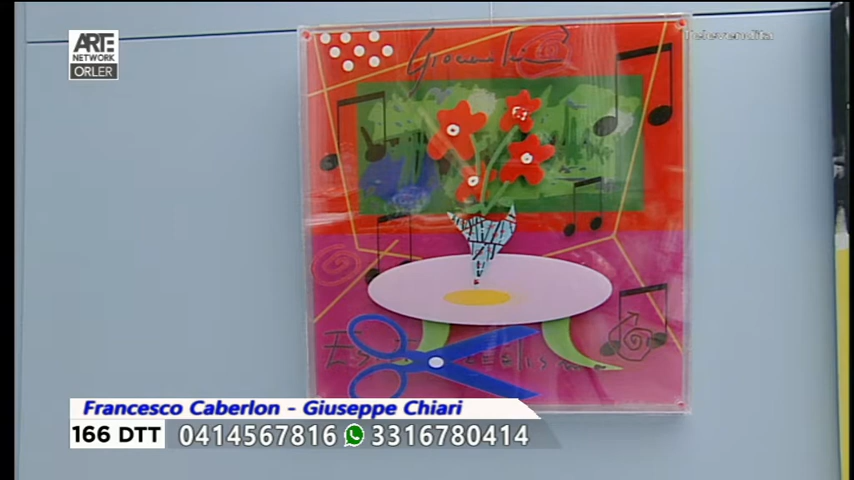 ARTE
NETWORK
ORLER
Televendita
Francesco Caberlon - Giuseppe Chiari
166 DTT 0414567816 3316780414